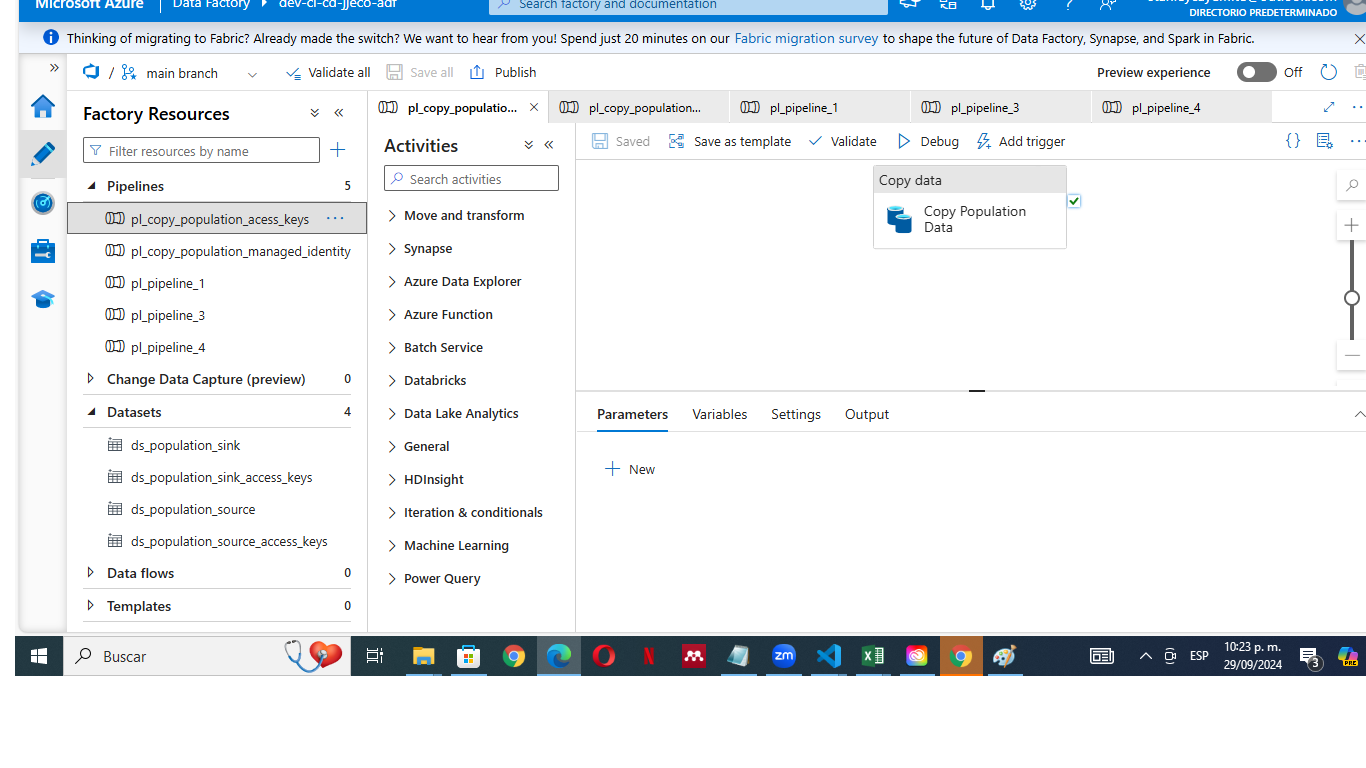 Microsoft Azure | Data Factory dev-ci-cd-jjeco-adf Search factory and documentation
DIRECTORIO PREDETERMINADO
Thinking of migrating to Fabric? Already made the switch? We want to hear from you! Spend just 20 minutes on our Fabric migration survey to shape the future of Data Factory, Synapse, and Spark in Fabric.
/ main branch Validate all Save all Publish Preview experience Off
Factory Resources
Filter resources by name
Pipelines 5
pl_copy_population_acess_keys ...
pl_copy_population_managed_identity
pl_pipeline_1
pl_pipeline_3
pl_pipeline_4
Change Data Capture (preview) 0
Datasets 4
ds_population_sink
ds_population_sink_access_keys
ds_population_source
ds_population_source_access_keys
Data flows 0
Templates 0
pl_copy_populatio... pl_copy_population... pl_pipeline_1 pl_pipeline_3 pl_pipeline_4
Activities
Search activities
Move and transform
Synapse
Azure Data Explorer
Azure Function
Batch Service
Databricks
Data Lake Analytics
General
HDInsight
Iteration & conditionals
Machine Learning
Power Query
Saved Save as template Validate Debug Add trigger {}
Copy data
Copy Population
Data
Parameters Variables Settings Output
New
Buscar
zm
ESP
10:23 p. m.
29/09/2024
3
PRE